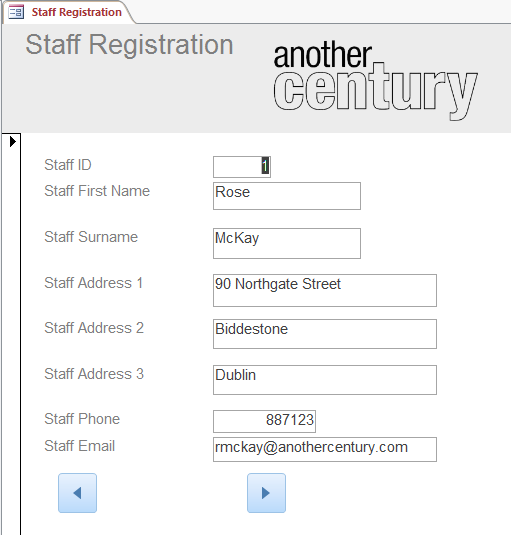 Staff Registration
Staff Registration
another
century
Staff ID 1
Staff First Name Rose
Staff Surname McKay
Staff Address 1 90 Northgate Street
Staff Address 2 Biddestone
Staff Address 3 Dublin
Staff Phone 887123
Staff Email rmckay@anothercentury.com